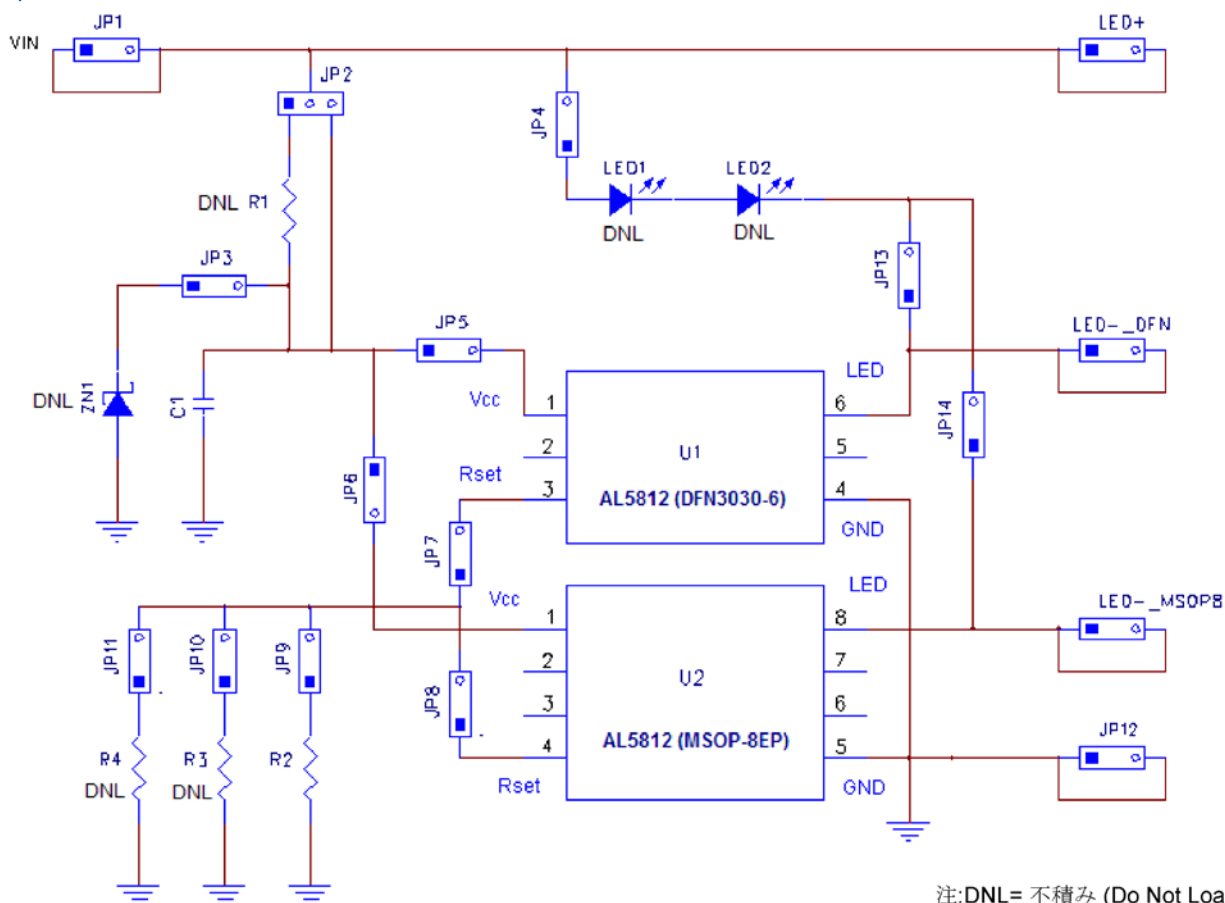 VIN
JP1
LED+
JP2
JP4
LED1
LED2
DNL
DNL
DNL R1
JP3
JP13
JP5
LED-_DFN
LED
DNL
ZN1
C1
Vcc
1
6
JP14
2
U1
5
Rset
3
AL5812 (DFN3030-6)
4
JP6
GND
JP7
LED
Vcc
LED-_MSOP8
JP11
JP10
JP9
1
8
2
U2
7
JP8
3
6
JP12
4
AL5812 (MSOP-8EP)
5
R4
R3
R2
DNL
DNL
Rset
GND
注:DNL= 不積み (Do Not Loa